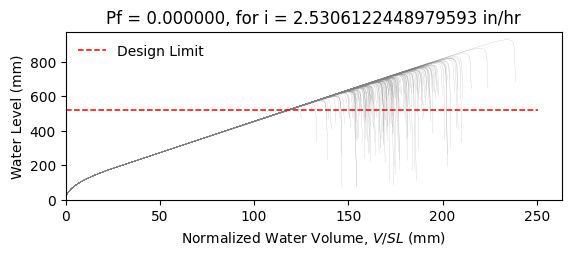 Pf = 0.000000, for i = 2.5306122448979593 in/hr
Design Limit
Water Level (mm)
800
600
400
200
0
0 50 100 150 200 250
Normalized Water Volume, V/SL (mm)